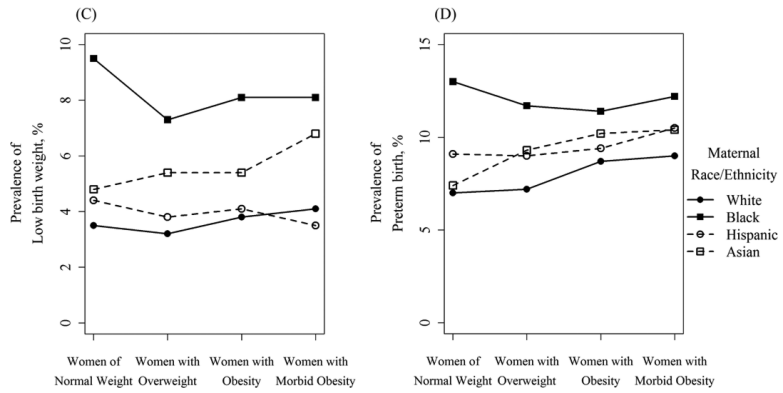 (C)
Prevalence of
Low birth weight, %
10
8
6
4
2
0
Women of
Normal Weight
Women with
Overweight
Women with
Obesity
Women with
Morbid Obesity
(D)
Prevalence of
Preterm birth, %
15
10
5
0
Women of
Normal Weight
Women with
Overweight
Women with
Obesity
Women with
Morbid Obesity
Maternal
Race/Ethnicity
White
Black
Hispanic
Asian